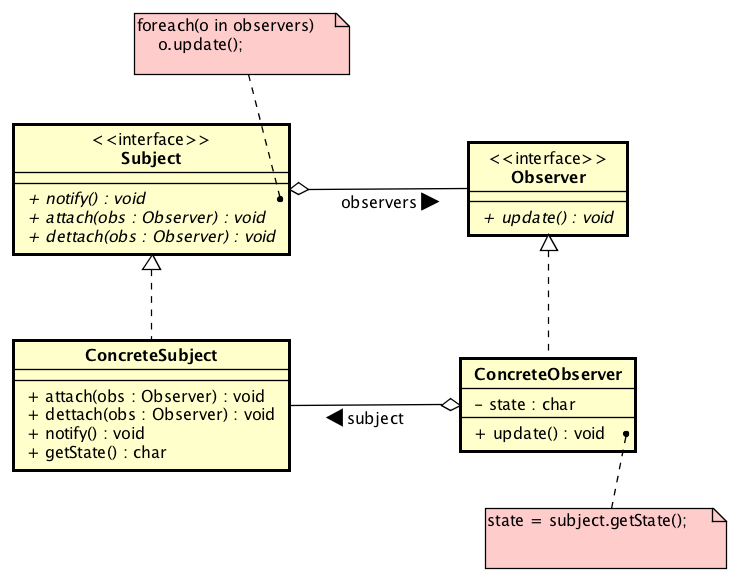 foreach(o in observers)
o.update();
<<interface>>
Subject
+ notify() : void
+ attach(obs : Observer) : void
+ dettach(obs : Observer) : void
observers
<<interface>>
Observer
+ update() : void
ConcreteSubject
+ attach(obs : Observer) : void
+ dettach(obs : Observer) : void
+ notify() : void
+ getState() : char
subject
ConcreteObserver
- state : char
+ update() : void
state = subject.getState();